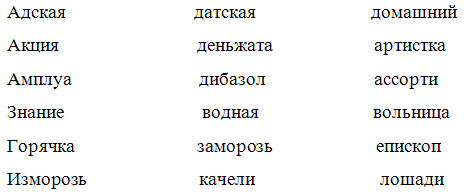 Адская датская домашний
Акция деньжата артистка
Амплуа дибазол ассорти
Знание водная вольница
Горячка заморозь епископ
Изморозь качели лошади